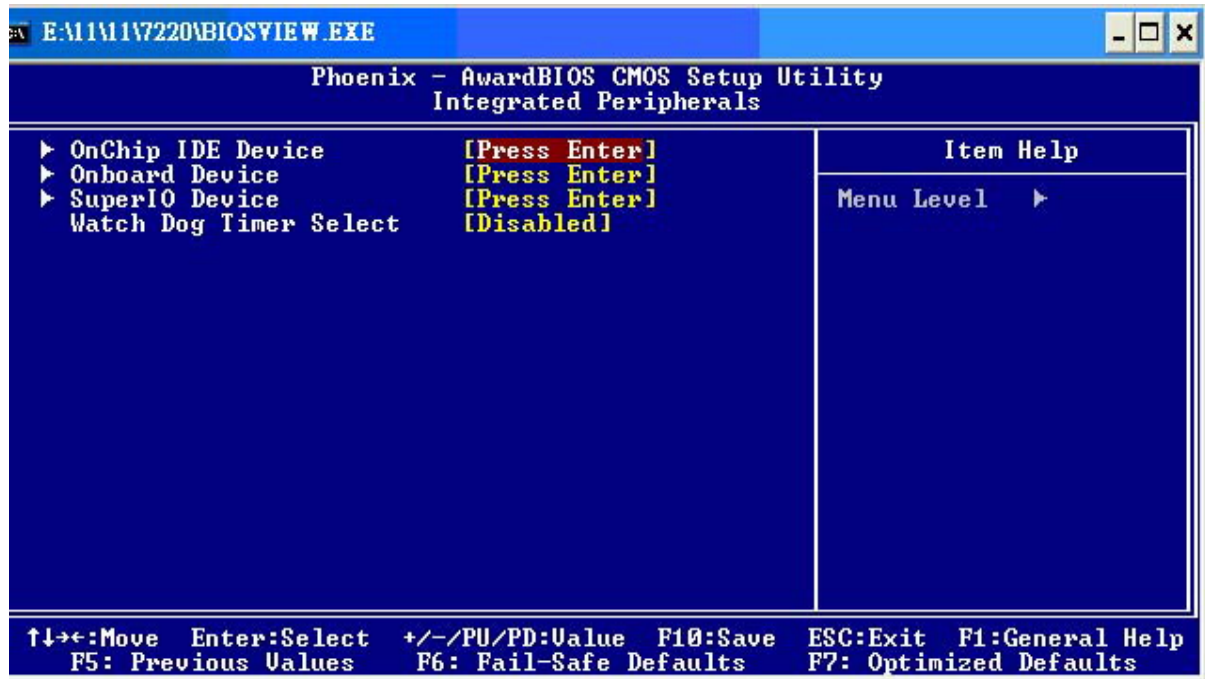 E:\11\11\7220\BIOSVIEW.EXE
Phoenix - AwardBIOS CMOS Setup Utility
Integrated Peripherals
► OnChip IDE Device [Press Enter]
► Onboard Device [Press Enter]
► SuperIO Device [Press Enter]
Watch Dog Timer Select [Disabled]
Item Help
Menu Level ►
↑↓→←:Move Enter:Select +/-/PU/PD:Value F10:Save ESC:Exit F1:General Help
F5: Previous Values F6: Fail-Safe Defaults F7: Optimized Defaults